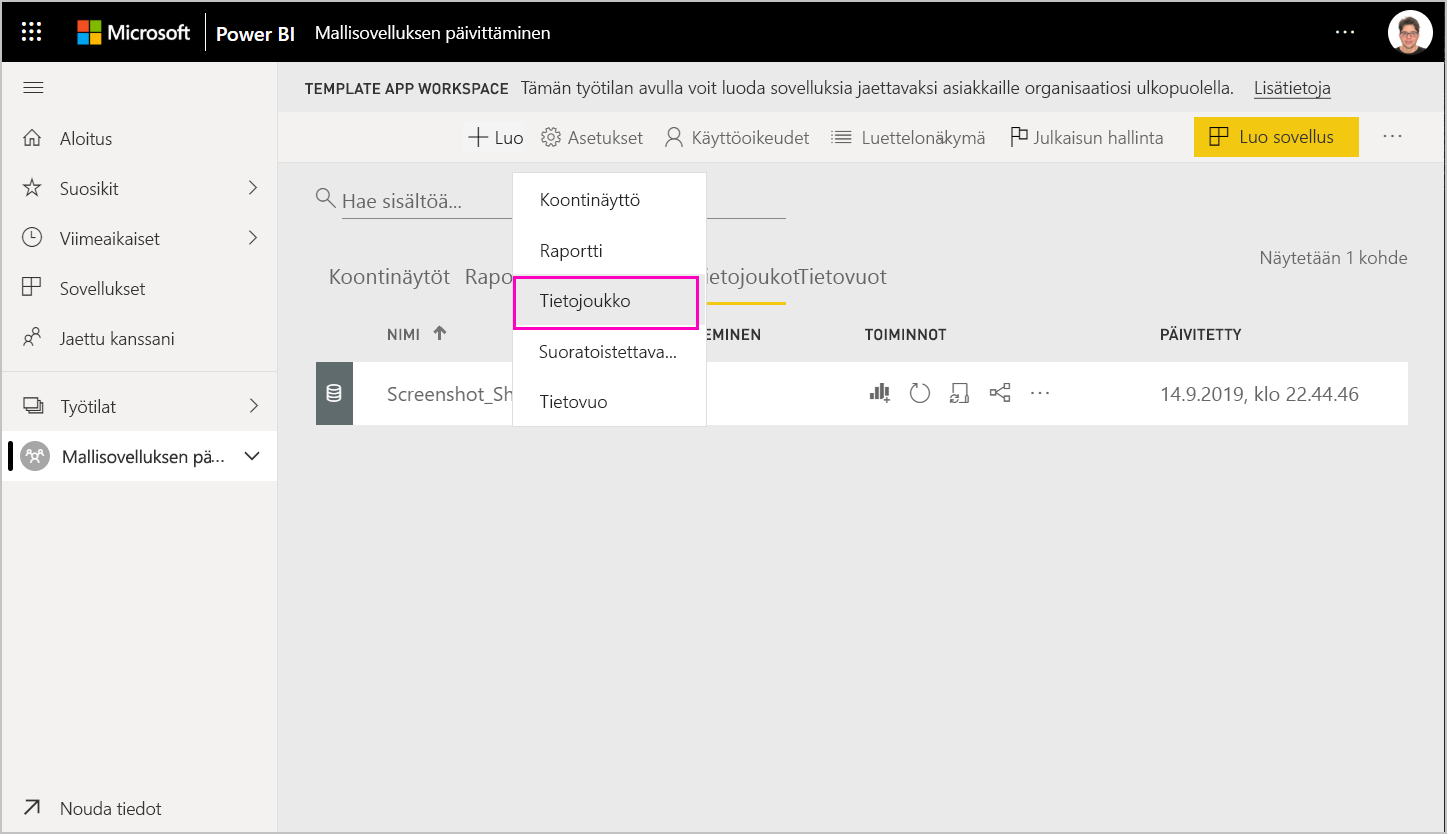 Microsoft Power BI Mallisovelluksen päivittäminen
TEMPLATE APP WORKSPACE Tämän työtilan avulla voit luoda sovelluksia jaettavaksi asiakkaille organisaatiosi ulkopuolella. Lisätietoja
Luo Asetukset Käyttöoikeudet Luettelonäkymä Julkaisun hallinta Luo sovellus
Aloitus
Suosikit
Viimeaikaiset
Sovellukset
Jaettu kanssani
Työtilat
Mallisovelluksen pä...
Nouda tiedot
Hae sisältöä...
Koontinäyttö
Raportti
Tietojoukko
Suoratoistettava...
Tietovuo
Näytetään 1 kohde
Koontinäytöt Rapo ietojoukot Tietovuot
NIMI EMINEN TOIMINNOT PÄIVITETTY
Screenshot_Sh 14.9.2019, klo 22.44.46